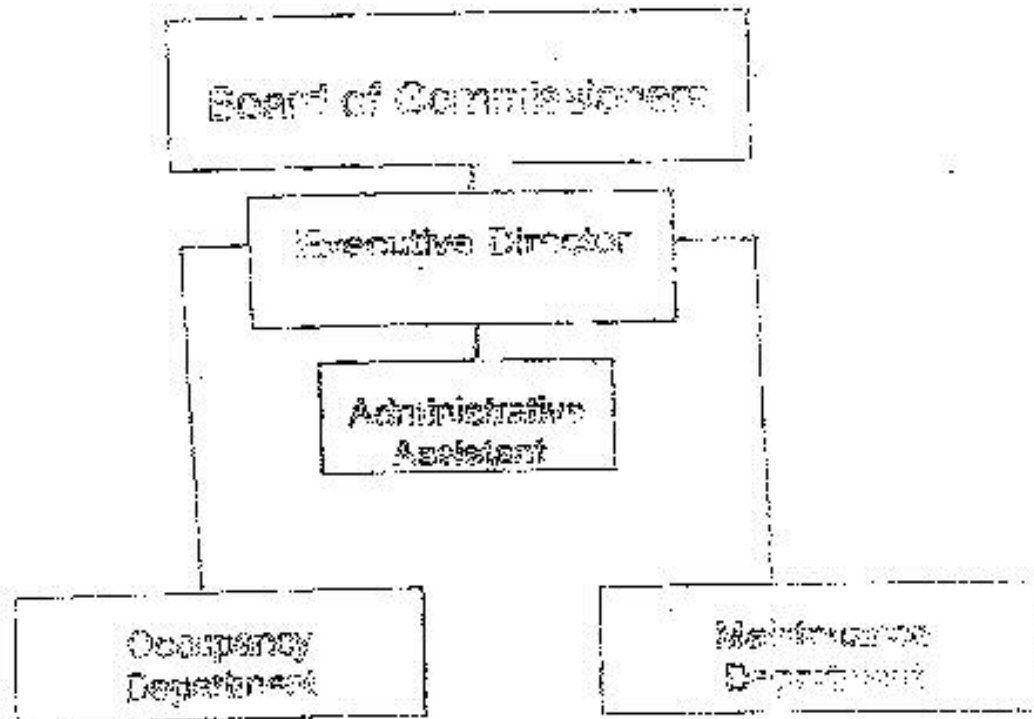 Board of Commissioners
Executive Director
Administrative
Assistant
Occupancy
Department
Maintenance
Department